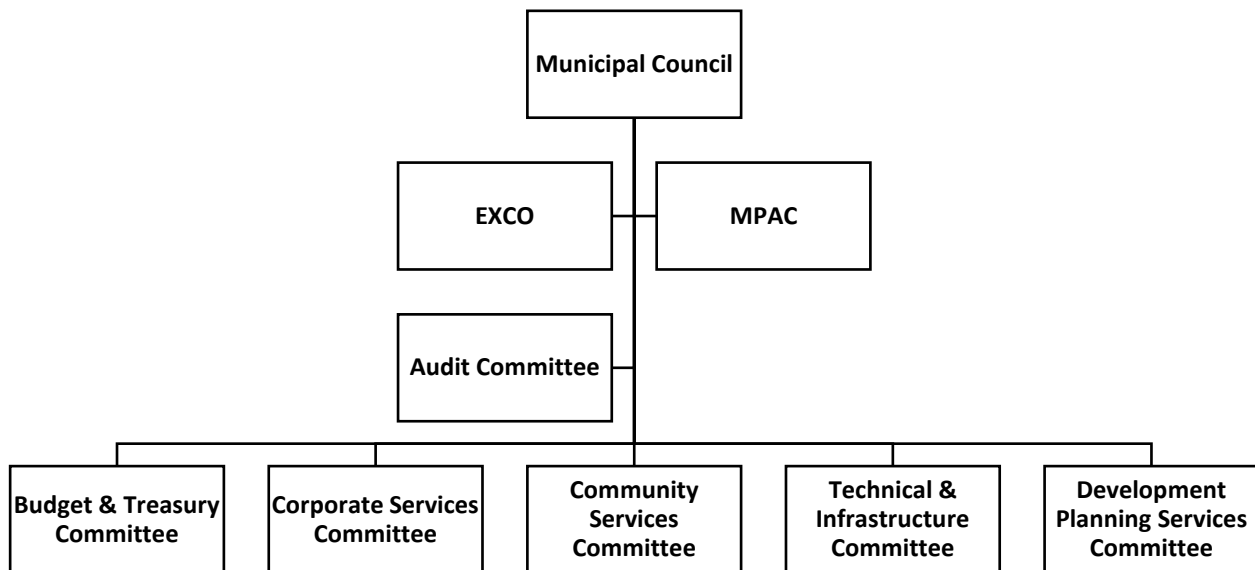 Municipal Council
EXCO
MPAC
Audit Committee
Budget & Treasury
Committee
Corporate Services
Committee
Community
Services
Committee
Technical &
Infrastructure
Committee
Development
Planning Services
Committee